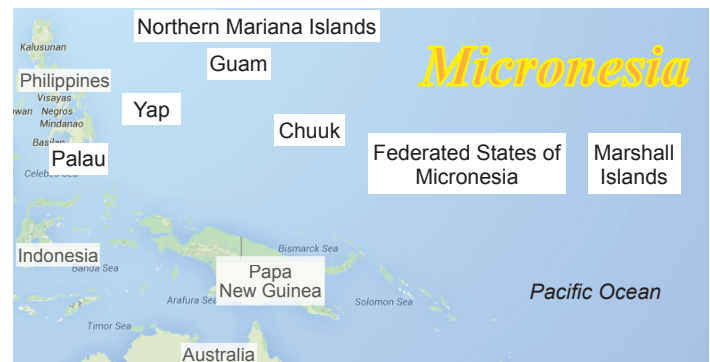 Northern Mariana Islands
Kalusunan
Guam
Micronesia
Philippines
Visayas
wan Negros
Mindanao
Yap
Chuuk
Basilan
Palau
Celebes Sea
Federated States of
Micronesia
Marshall
Islands
Indonesia
Banda Sea
Bismarck Sea
Papa
New Guinea
Arafura Sea
Solomon Sea
Pacific Ocean
Timor Sea
Australia